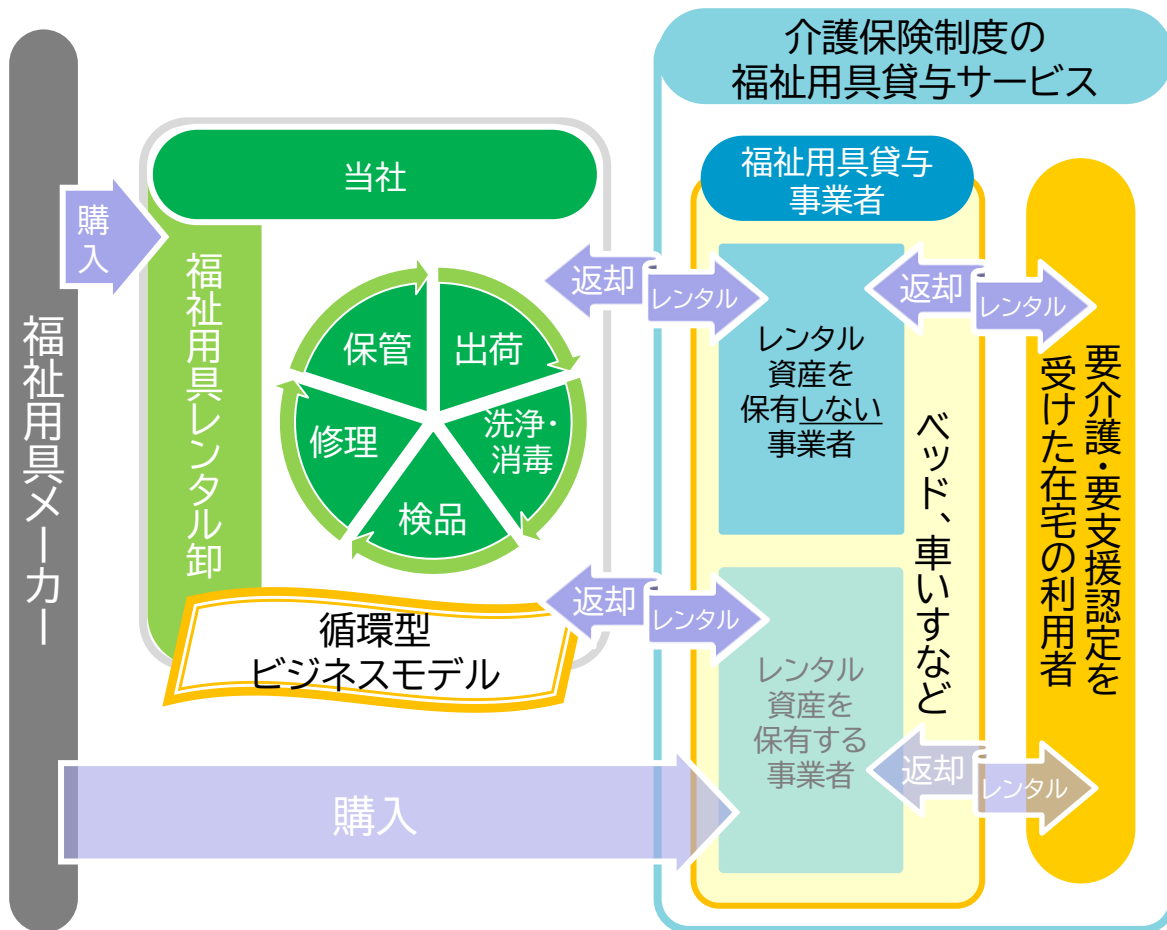 介護保険制度の
福祉用具貸与サービス
福祉用具メーカー
購
入
当社
福祉用具レンタル卸
保管
出荷
洗浄・
消毒
検品
修理
循環型
ビジネスモデル
返却
レンタル
返却
レンタル
福祉用具貸与
事業者
レンタル
資産を
保有しない
事業者
レンタル
資産を
保有する
事業者
ベッド、車いすなど
返却
レンタル
返却
レンタル
要介護・要支援認定を
受けた在宅の利用者
購入